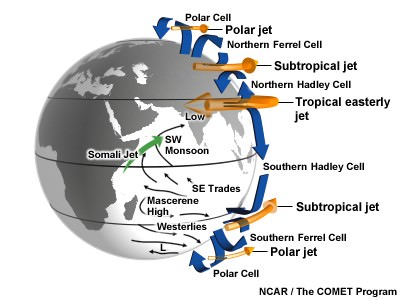 Polar Cell
Polar jet
Northern Ferrel Cell
Subtropical jet
Northern Hadley Cell
Tropical easterly
jet
Low
SW
Monsoon
Somali Jet
Southern Hadley Cell
SE Trades
Mascerene
High
Subtropical jet
Westerlies
Southern Ferrel Cell
L
Polar jet
Polar Cell
NCAR / The COMET Program